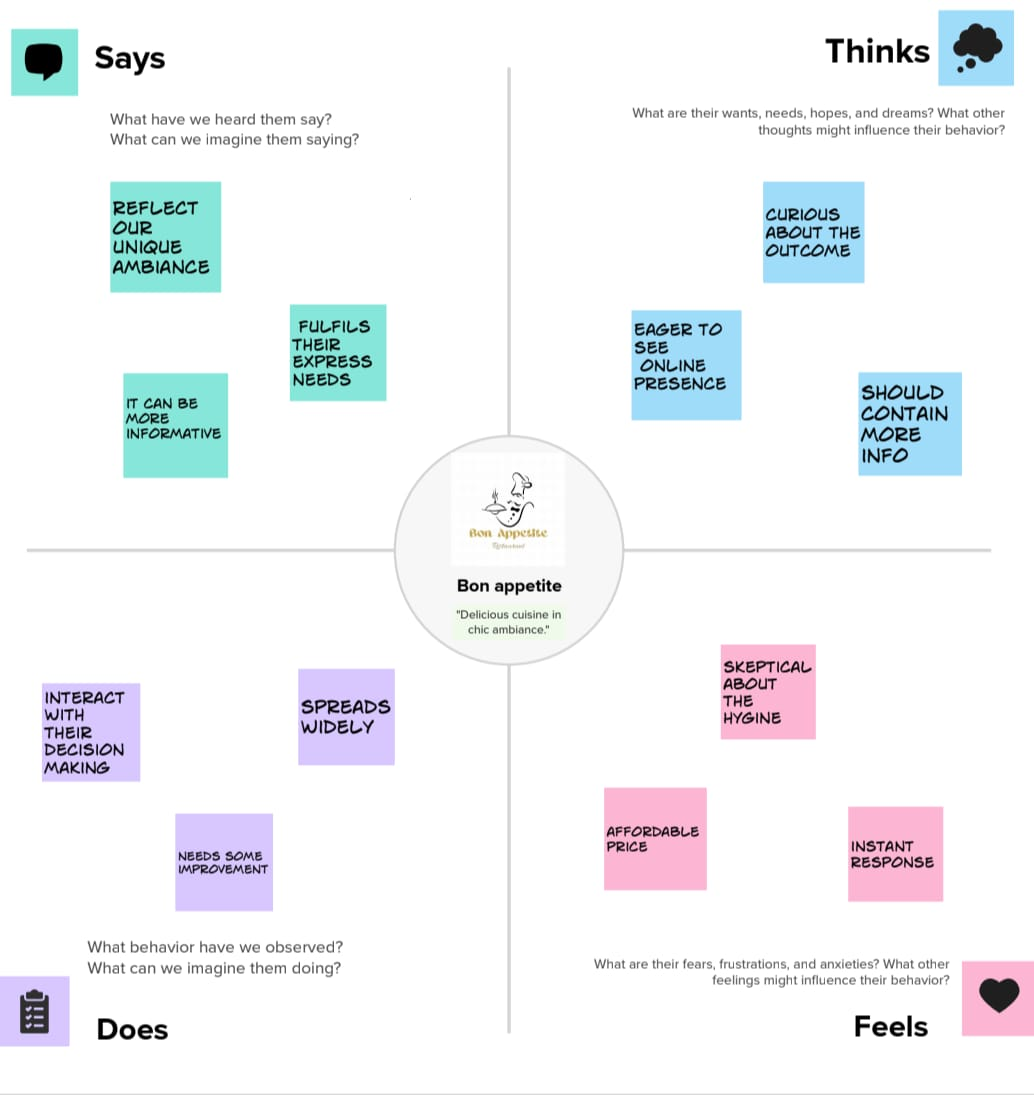 Says
What have we heard them say?
What can we imagine them saying?
REFLECT
OUR
UNIQUE
AMBIANCE
FULFILS
THEIR
EXPRESS
NEEDS
IT CAN BE
MORE
INFORMATIVE
Thinks
What are their wants, needs, hopes, and dreams? What other
thoughts might influence their behavior?
CURIOUS
ABOUT THE
OUTCOME
EAGER TO
SEE
ONLINE
PRESENCE
SHOULD
CONTAIN
MORE
INFO
Bon Appetite
Bon appetite
"Delicious cuisine in
chic ambiance."
INTERACT
WITH
THEIR
DECISION
MAKING
SPREADS
WIDELY
NEEDS SOME
IMPROVEMENT
What behavior have we observed?
What can we imagine them doing?
Does
SKEPTICAL
ABOUT
THE
HYGINE
AFFORDABLE
PRICE
INSTANT
RESPONSE
What are their fears, frustrations, and anxieties? What other
feelings might influence their behavior?
Feels